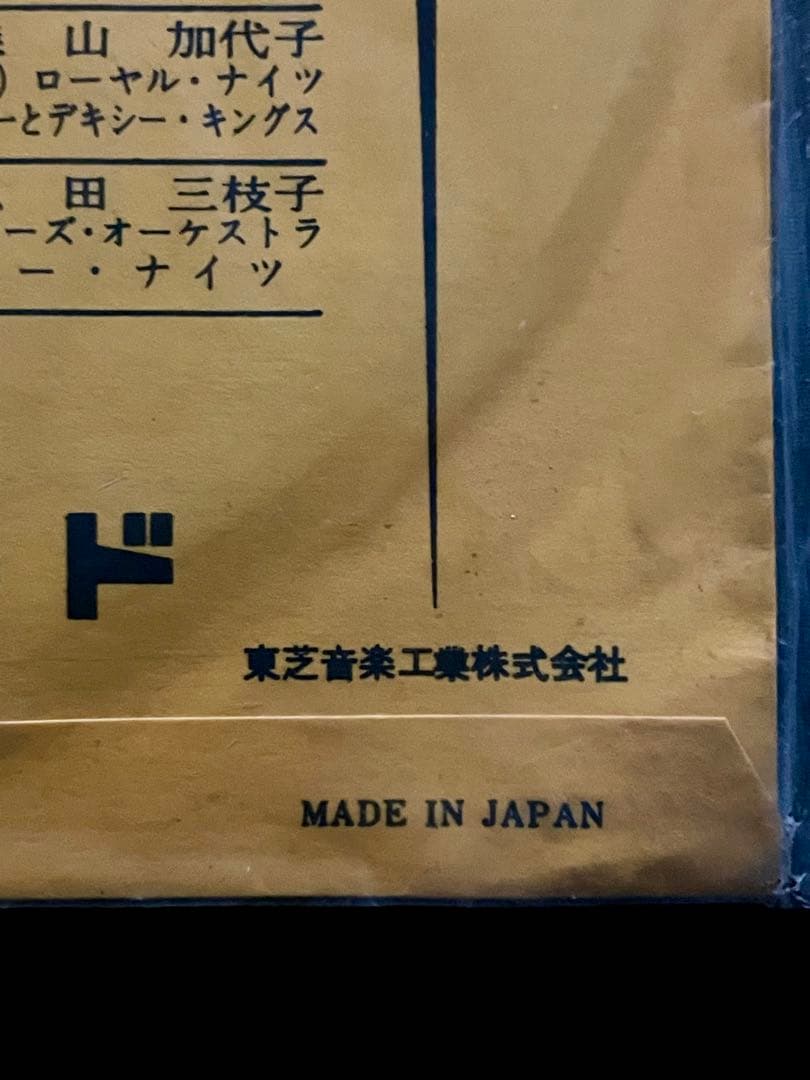 山 加代子
) ローヤル・ナイツ
ーとデキシー・キングス
田 三枝子
ーズ・オーケストラ
ー・ナイツ
ド
東芝音楽工業株式会社
MADE IN JAPAN